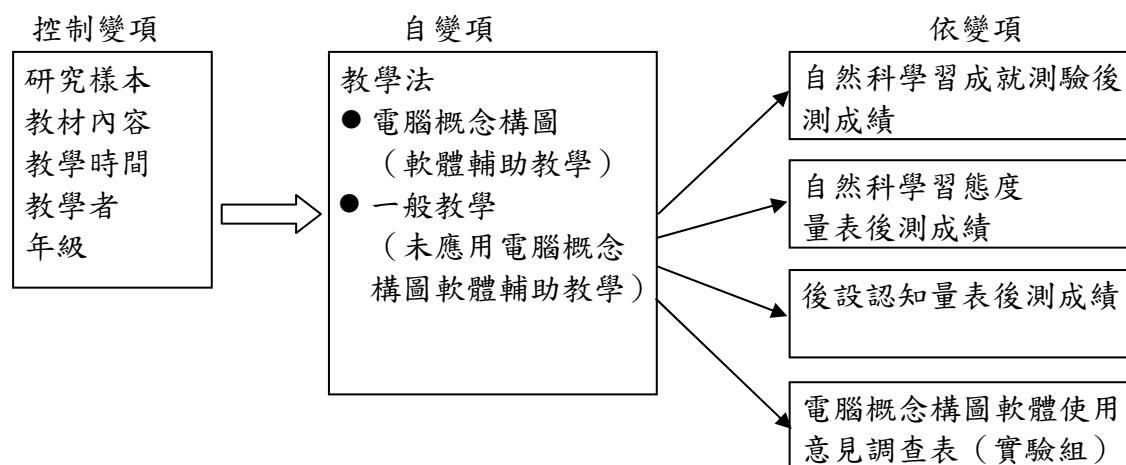 控制變項
研究樣本
教材內容
教學時間
教學者
年級
自變項
教學法
● 電腦概念構圖
（軟體輔助教學）
● 一般教學
（未應用電腦概念
構圖軟體輔助教學）
依變項
自然科學習成就測驗後
測成績
自然科學習態度
量表後測成績
後設認知量表後測成績
電腦概念構圖軟體使用
意見調查表（實驗組）